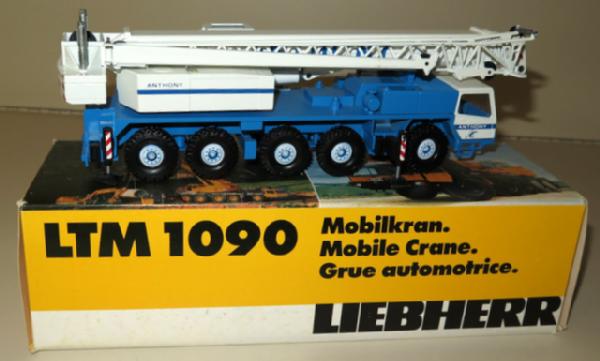 ANTHONY
ANTHONY
LTM 1090
Mobilkran.
Mobile Crane.
Grue automotrice.
LIEBHERR